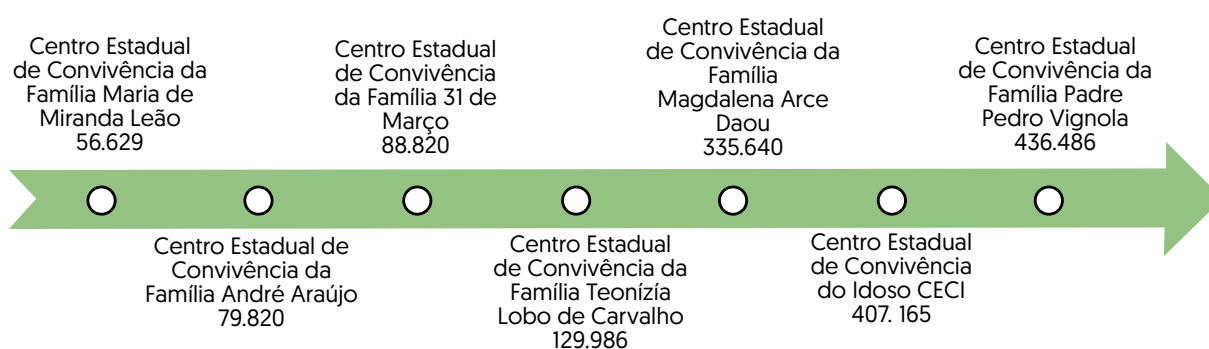 Centro Estadual
de Convivência da
Família Maria de
Miranda Leão
56.629
Centro Estadual de
Convivência da
Família André Araújo
79.820
Centro Estadual
de Convivência
da Família 31 de
Março
88.820
Centro Estadual
de Convivência da
Família Teonízía
Lobo de Carvalho
129.986
Centro Estadual
de Convivência da
Família
Magdalena Arce
Daou
335.640
Centro Estadual
de Convivência
do Idoso CECI
407. 165
Centro Estadual
de Convivência da
Família Padre
Pedro Vignola
436.486